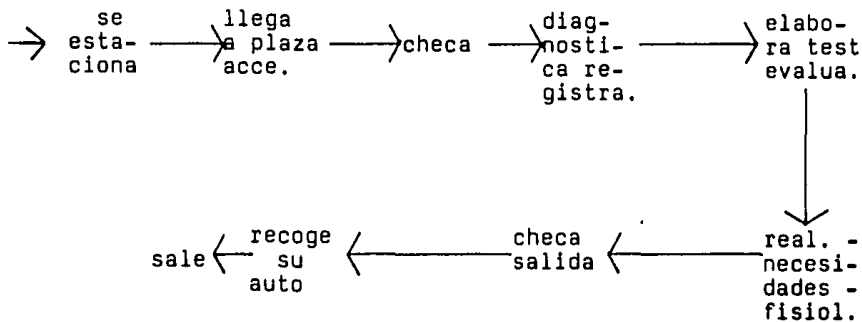 se
esta-
ciona
llega
a plaza
acce.
checa
diag-
nosti-
ca re-
gistra.
elabo-
ra test
evalua.
real. -
necesi-
dades -
fisiol.
checa
salida
recoge
su
auto
sale